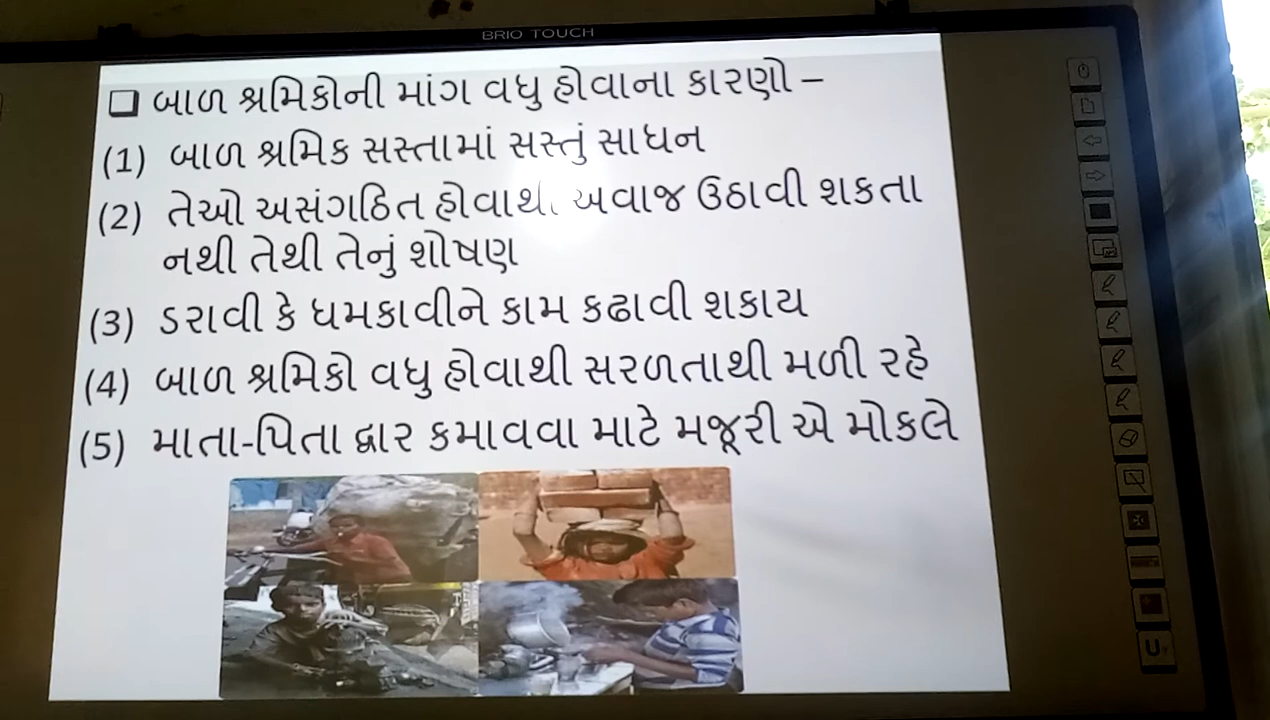 BRIO TOUCH
❑ બાળ શ્રમિકોની માંગ વધુ હોવાના કારણો –
(1) બાળ શ્રમિક સસ્તામાં સસ્તું સાધન
(2) તેઓ અસંગઠિત હોવાથી અવાજ ઉઠાવી શકતા
નથી તેથી તેનું શોષણ
(3) ડરાવી કે ધમકાવીને કામ કઢાવી શકાય
(4) બાળ શ્રમિકો વધુ હોવાથી સરળતાથી મળી રહે
(5) માતા-પિતા દ્વાર કમાવવા માટે મજૂરી એ મોકલે